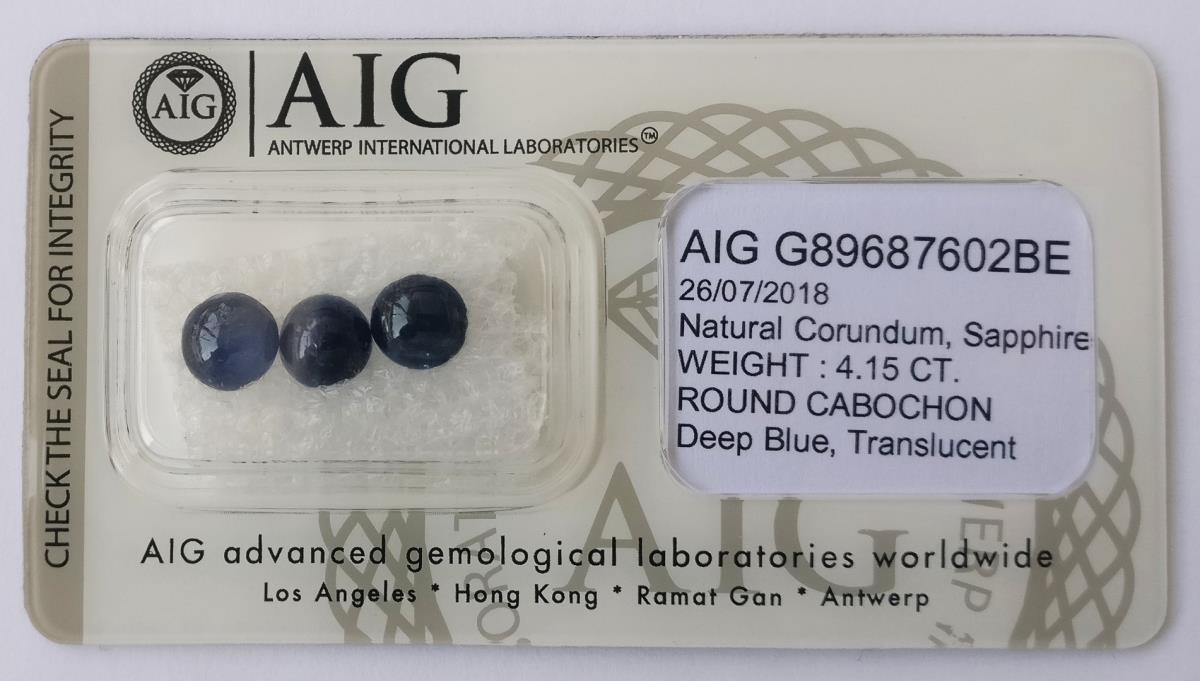 CHECK THE SEAL FOR INTEGRITY
AIG
AIG
ANTWERP INTERNATIONAL LABORATORIES™
AIG G89687602BE
26/07/2018
Natural Corundum, Sapphire
WEIGHT : 4.15 CT.
ROUND CABOCHON
Deep Blue, Translucent
AIG
AIG advanced gemological laboratories worldwide
Los Angeles * Hong Kong * Ramat Gan * Antwerp